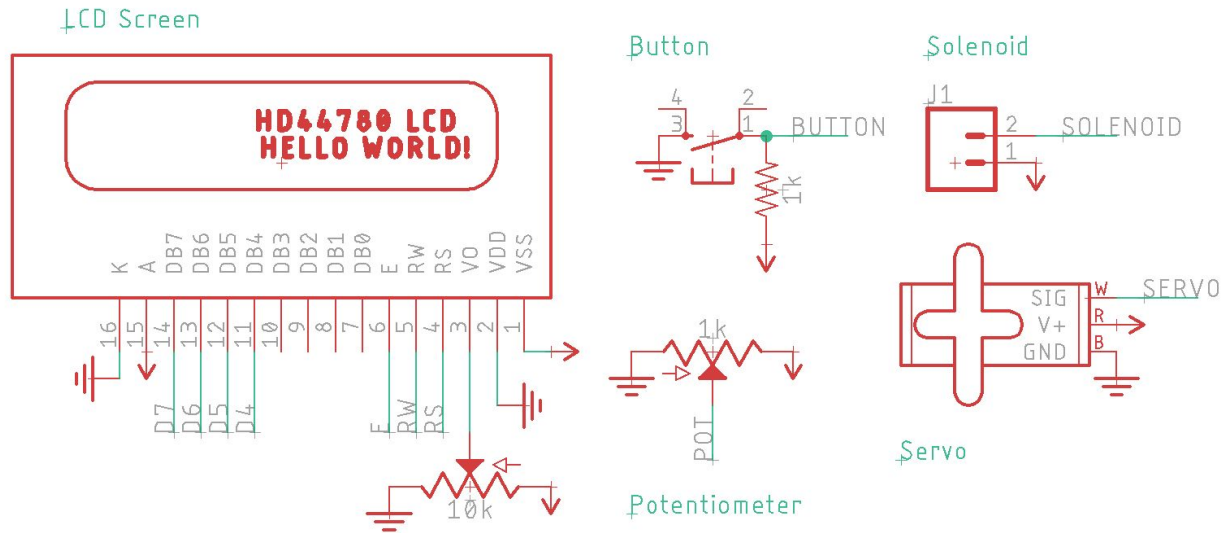 LCD Screen
HD44780 LCD
HELLO WORLD!
K
A
DB7
DB6
DB5
DB4
DB3
DB2
DB1
DB0
E
RW
RS
VO
VDD
VSS
16
15
14
13
12
11
10
9
8
7
6
5
4
3
2
1
D7
D6
D5
D4
E
RW
RS
10k
Button
4
2
3
1
BUTTON
1k
1k
POT
Potentiometer
Solenoid
J1
2
SOLENOID
1
SIG
W
SERVO
V+
R
GND
B
Servo